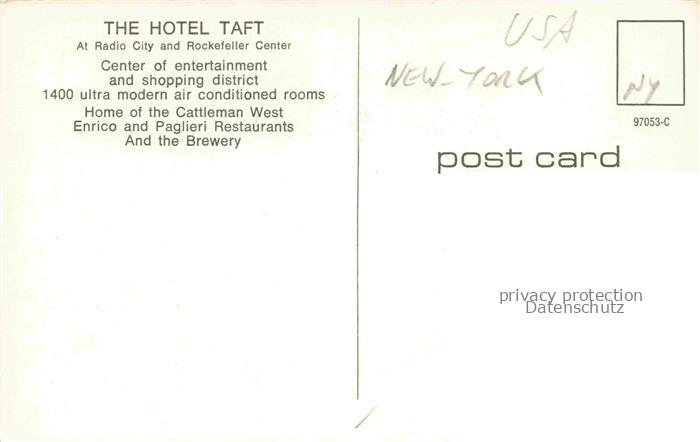 THE HOTEL TAFT
At Radio City and Rockefeller Center
Center of entertainment
and shopping district
1400 ultra modern air conditioned rooms
Home of the Cattleman West
Enrico and Paglieri Restaurants
And the Brewery
USA
NEW-YORK
NY
97053-C
post card
privacy protection
Datenschutz